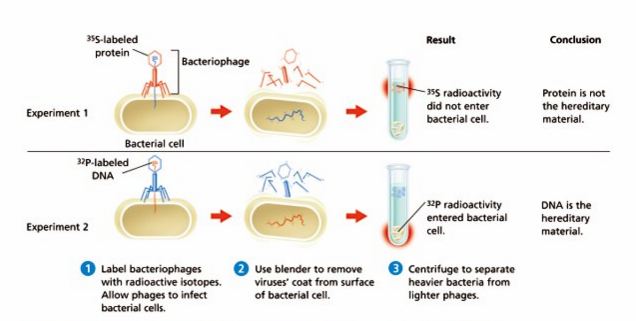 Result
Conclusion
³⁵S-labeled
protein
Bacteriophage
Experiment 1
Bacterial cell
³⁵S radioactivity
did not enter
bacterial cell.
Protein is not
the hereditary
material.
³²P-labeled
DNA
Experiment 2
³²P radioactivity
entered bacterial
cell.
DNA is the
hereditary
material.
1 Label bacteriophages
with radioactive isotopes.
Allow phages to infect
bacterial cells.
2 Use blender to remove
viruses' coat from surface
of bacterial cell.
3 Centrifuge to separate
heavier bacteria from
lighter phages.